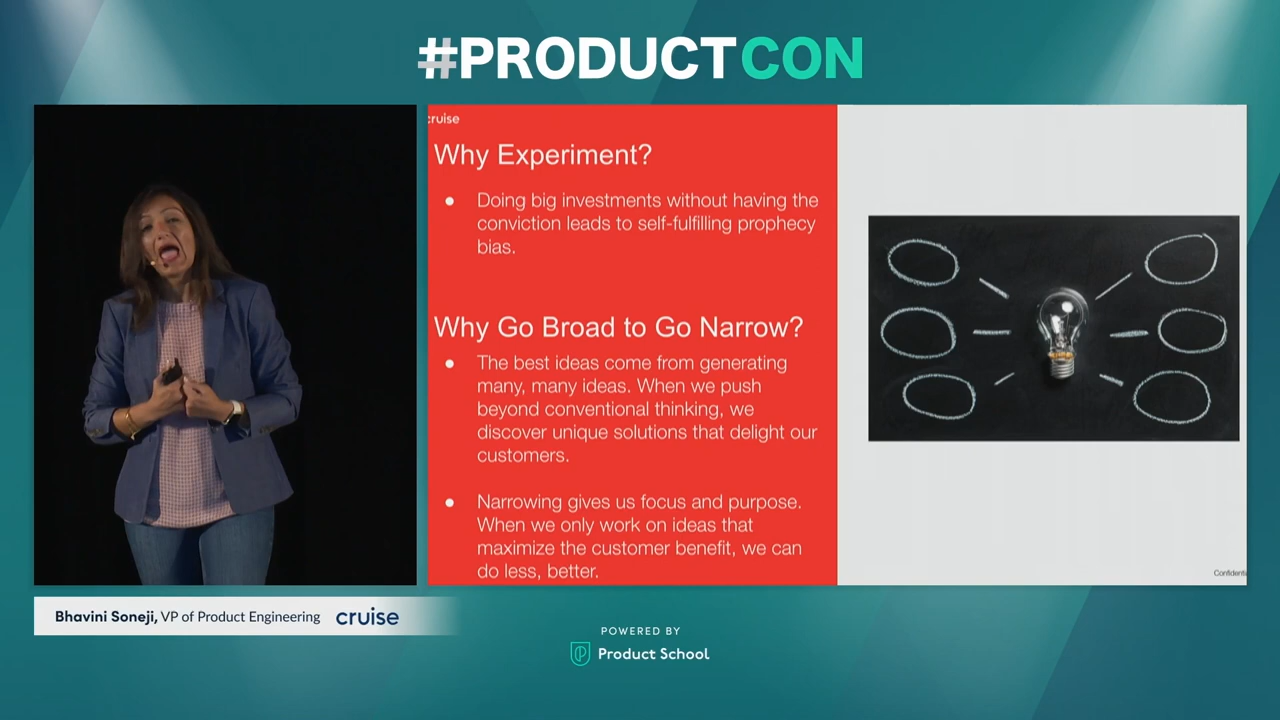 #PRODUCTCON
cruise
Why Experiment?
● Doing big investments without having the
conviction leads to self-fulfilling prophecy
bias.
Why Go Broad to Go Narrow?
● The best ideas come from generating
many, many ideas. When we push
beyond conventional thinking, we
discover unique solutions that delight our
customers.
● Narrowing gives us focus and purpose.
When we only work on ideas that
maximize the customer benefit, we can
do less, better.
Confidenti
Bhavini Soneji, VP of Product Engineering cruise
POWERED BY
Product School